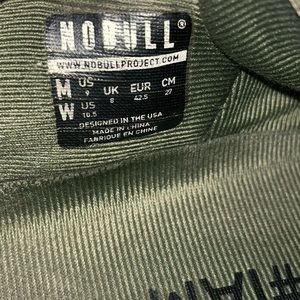 NOBULL®
WWW.NOBULLPROJECT.COM
M US 9 UK 8 EUR 42.5 CM 27
W US 10.5
DESIGNED IN THE USA
MADE IN CHINA
FABRIQUÉ EN CHINE